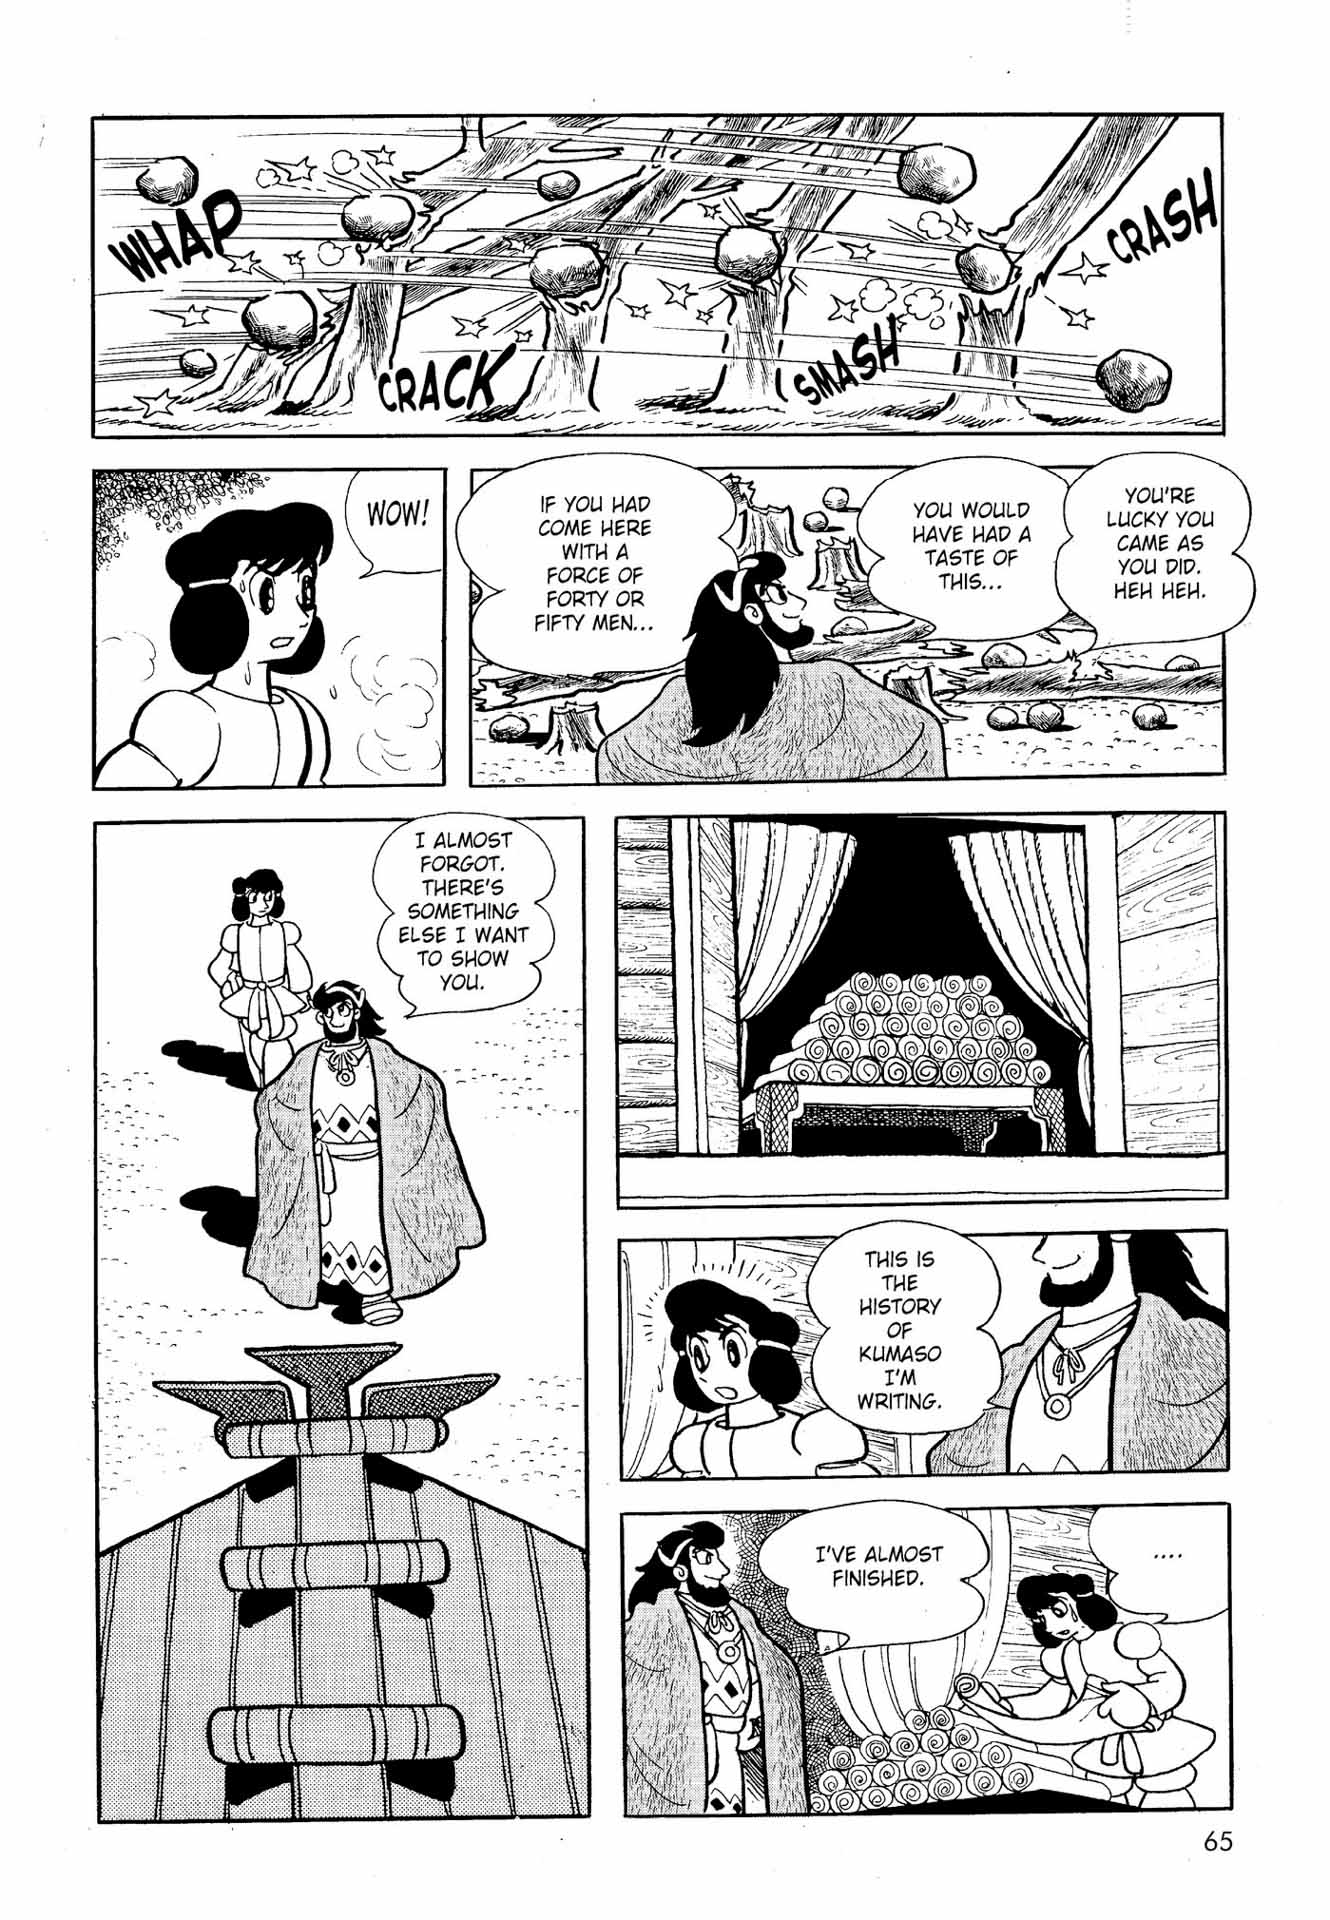 WHAP
CRACK
SMASH
CRASH
WOW!
IF YOU HAD
COME HERE
WITH A
FORCE OF
FORTY OR
FIFTY MEN...
YOU WOULD
HAVE HAD A
TASTE OF
THIS...
YOU'RE
LUCKY YOU
CAME AS
YOU DID.
HEH HEH.
I ALMOST
FORGOT.
THERE'S
SOMETHING
ELSE I WANT
TO SHOW
YOU.
THIS IS
THE
HISTORY
OF
KUMASO
I'M
WRITING.
I'VE ALMOST
FINISHED.
....
65